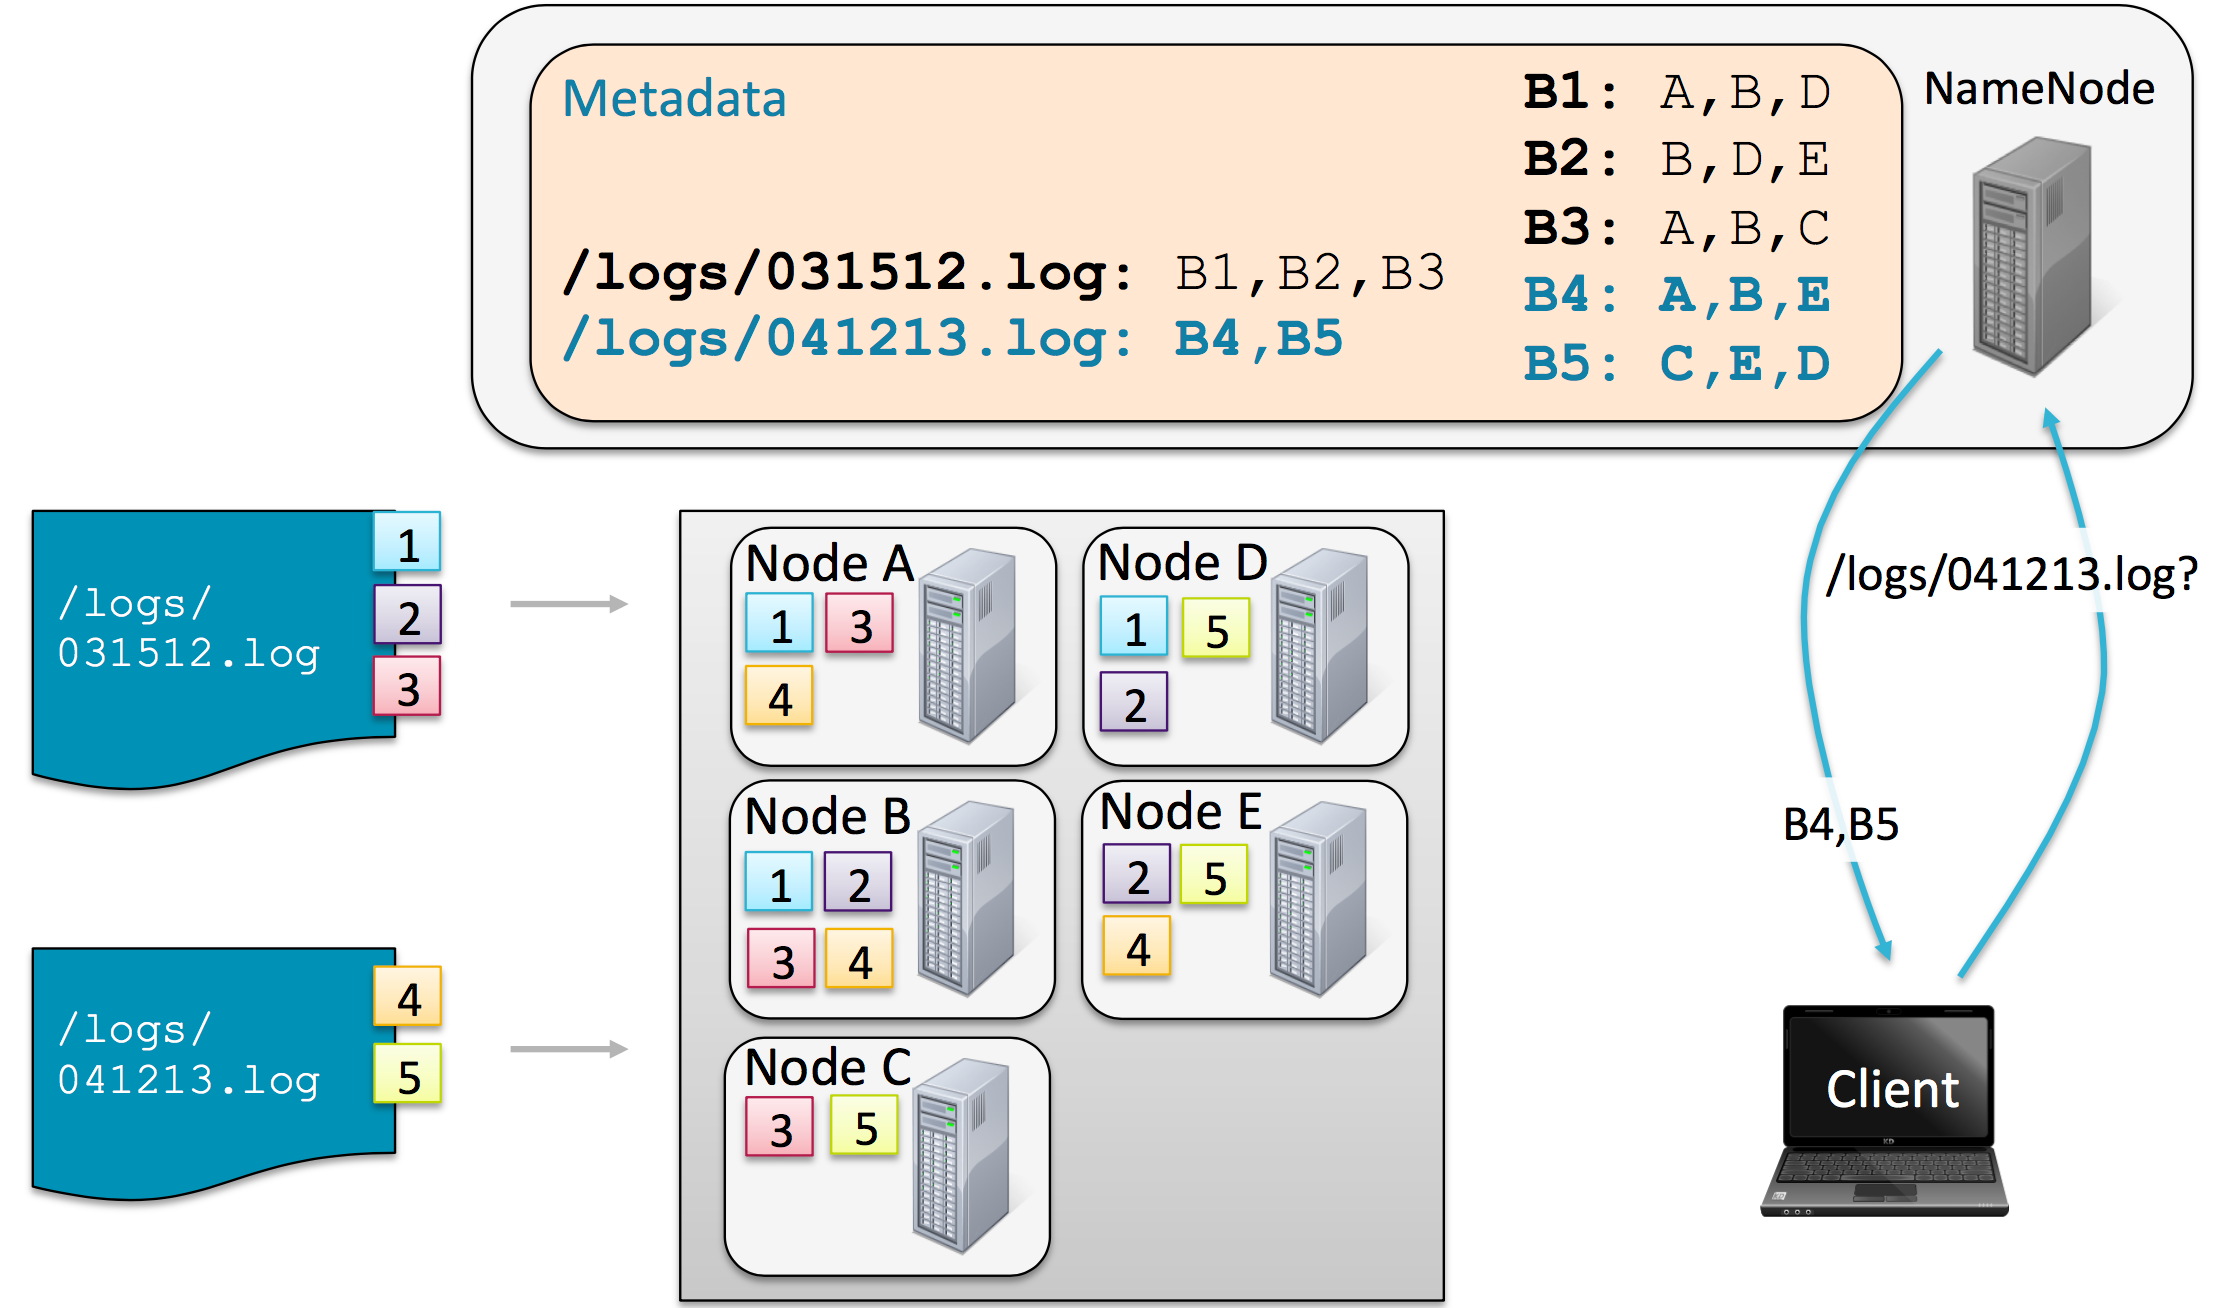 Metadata
/logs/031512.log: B1,B2,B3
/logs/041213.log: B4,B5
B1: A,B,D
B2: B,D,E
B3: A,B,C
B4: A,B,E
B5: C,E,D
NameNode
/logs/
031512.log
1
2
3
/logs/
041213.log
4
5
Node A
1 3
4
Node D
1 5
2
Node B
1 2
3 4
Node E
2 5
4
Node C
3 5
/logs/041213.log?
B4,B5
Client